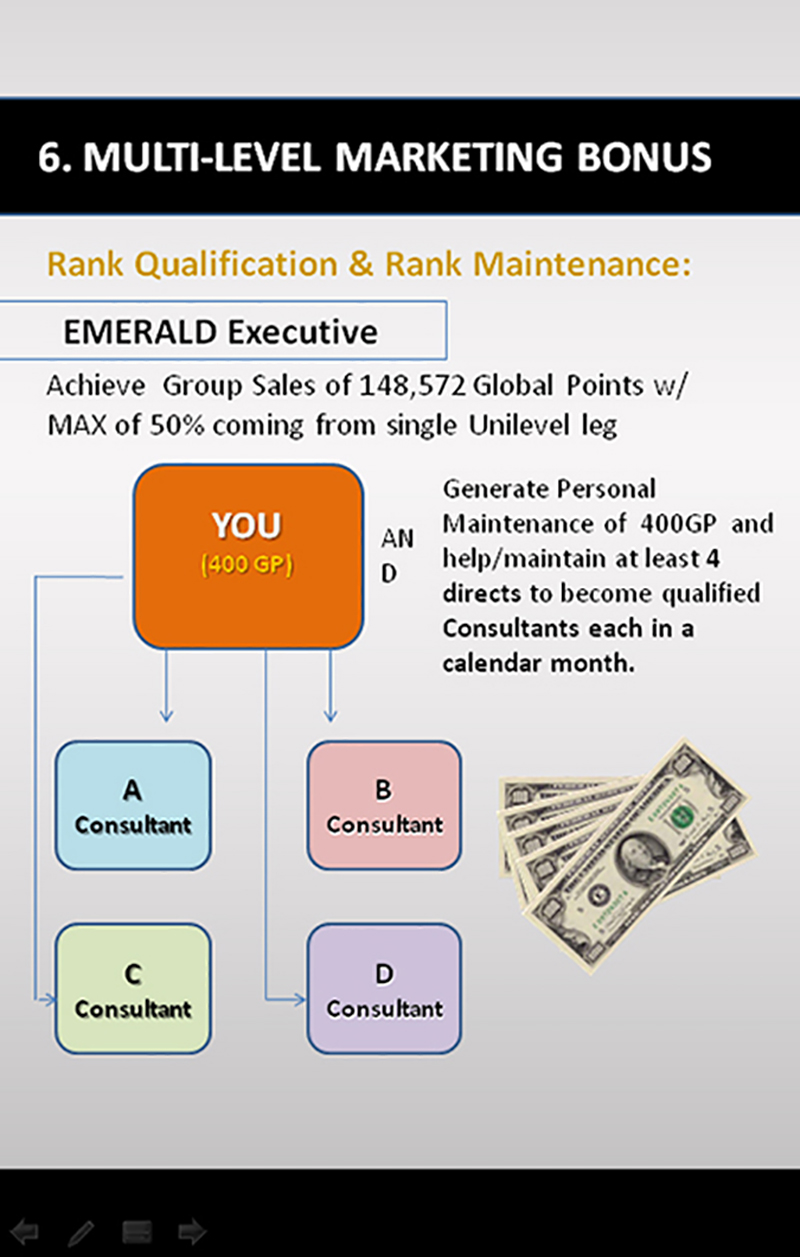 6. MULTI-LEVEL MARKETING BONUS
Rank Qualification & Rank Maintenance:
EMERALD Executive
Achieve Group Sales of 148,572 Global Points w/
MAX of 50% coming from single Unilevel leg
YOU
(400 GP)
AN
D
Generate Personal
Maintenance of 400GP and
help/maintain at least 4
directs to become qualified
Consultants each in a
calendar month.
A
Consultant
B
Consultant
C
Consultant
D
Consultant